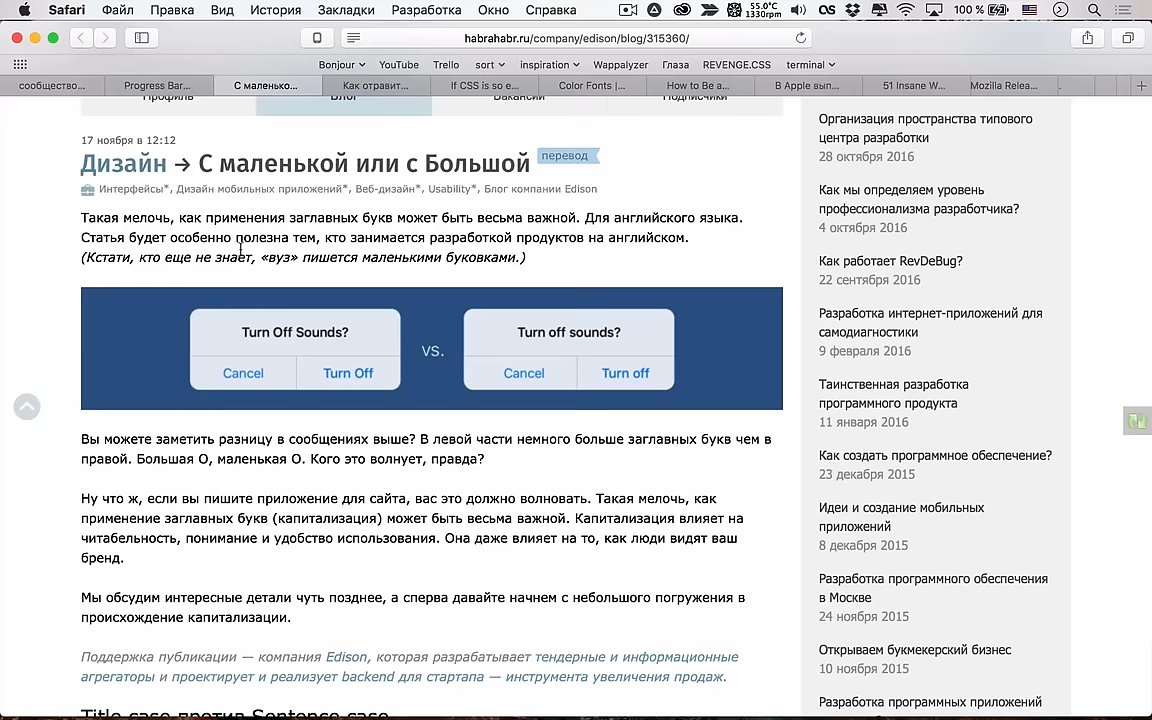 Safari Файл Правка Вид История Закладки Разработка Окно Справка 55.0°C 1330rpm 100 %
habrahabr.ru/company/edison/blog/315360/
Bonjour YouTube Trello sort inspiration Wappalyzer Глаза REVENGE.CSS terminal
сообщество... Progress Bar... С маленько... Как отравит... If CSS is so e... Color Fonts |... How to Be a... В Apple вып... 51 Insane W... Mozilla Relea...
Профиль Блог Вакансии Подписчики
17 ноября в 12:12
Дизайн → С маленькой или с Большой перевод
Интерфейсы*, Дизайн мобильных приложений*, Веб-дизайн*, Usability*, Блог компании Edison
Такая мелочь, как применения заглавных букв может быть весьма важной. Для английского языка.
Статья будет особенно полезна тем, кто занимается разработкой продуктов на английском.
(Кстати, кто еще не знает, «вуз» пишется маленькими буковками.)
Turn Off Sounds?
Cancel Turn Off
VS.
Turn off sounds?
Cancel Turn off
Вы можете заметить разницу в сообщениях выше? В левой части немного больше заглавных букв чем в
правой. Большая О, маленькая О. Кого это волнует, правда?
Ну что ж, если вы пишите приложение для сайта, вас это должно волновать. Такая мелочь, как
применение заглавных букв (капитализация) может быть весьма важной. Капитализация влияет на
читабельность, понимание и удобство использования. Она даже влияет на то, как люди видят ваш
бренд.
Мы обсудим интересные детали чуть позднее, а сперва давайте начнем с небольшого погружения в
происхождение капитализации.
Поддержка публикации — компания Edison, которая разрабатывает тендерные и информационные
агрегаторы и проектирует и реализует backend для стартапа — инструмента увеличения продаж.
Title case против Sentence case
Организация пространства типового
центра разработки
28 октября 2016
Как мы определяем уровень
профессионализма разработчика?
4 октября 2016
Как работает RevDeBug?
22 сентября 2016
Разработка интернет-приложений для
самодиагностики
9 февраля 2016
Таинственная разработка
программного продукта
11 января 2016
Как создать программное обеспечение?
23 декабря 2015
Идеи и создание мобильных
приложений
8 декабря 2015
Разработка программного обеспечения
в Москве
24 ноября 2015
Открываем букмекерский бизнес
10 ноября 2015
Разработка программных приложений